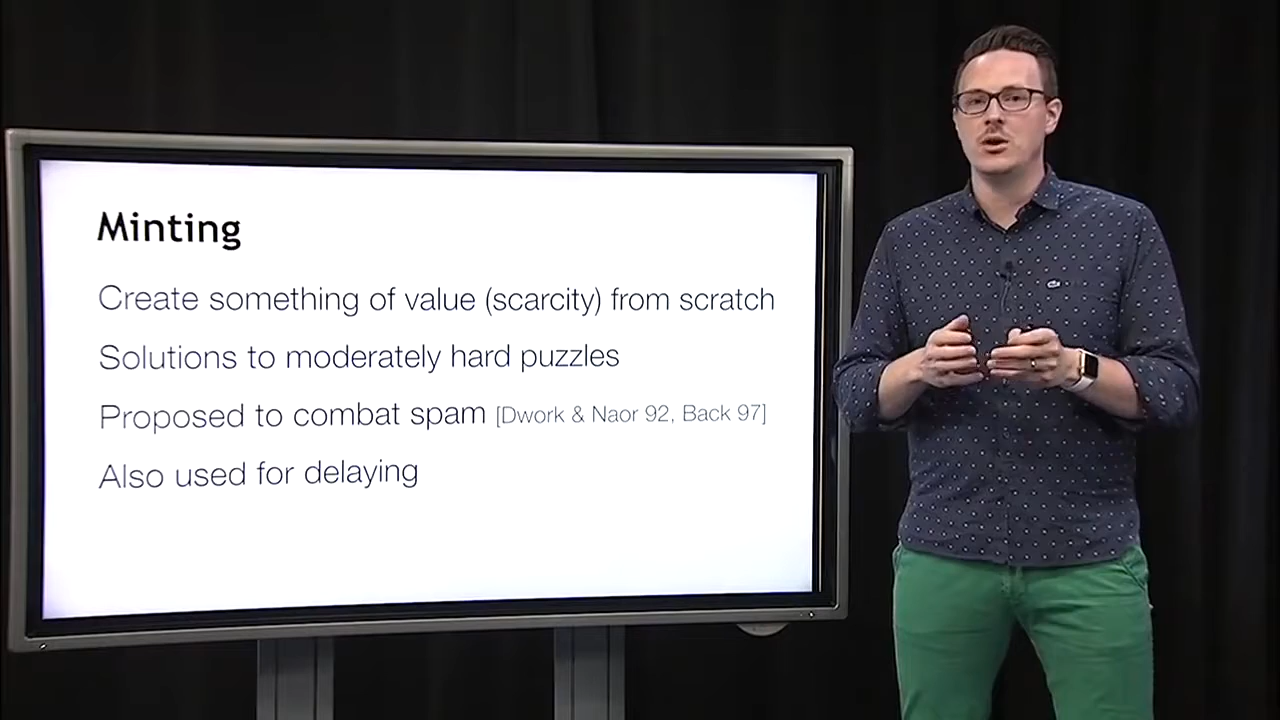 Minting
Create something of value (scarcity) from scratch
Solutions to moderately hard puzzles
Proposed to combat spam [Dwork & Naor 92, Back 97]
Also used for delaying